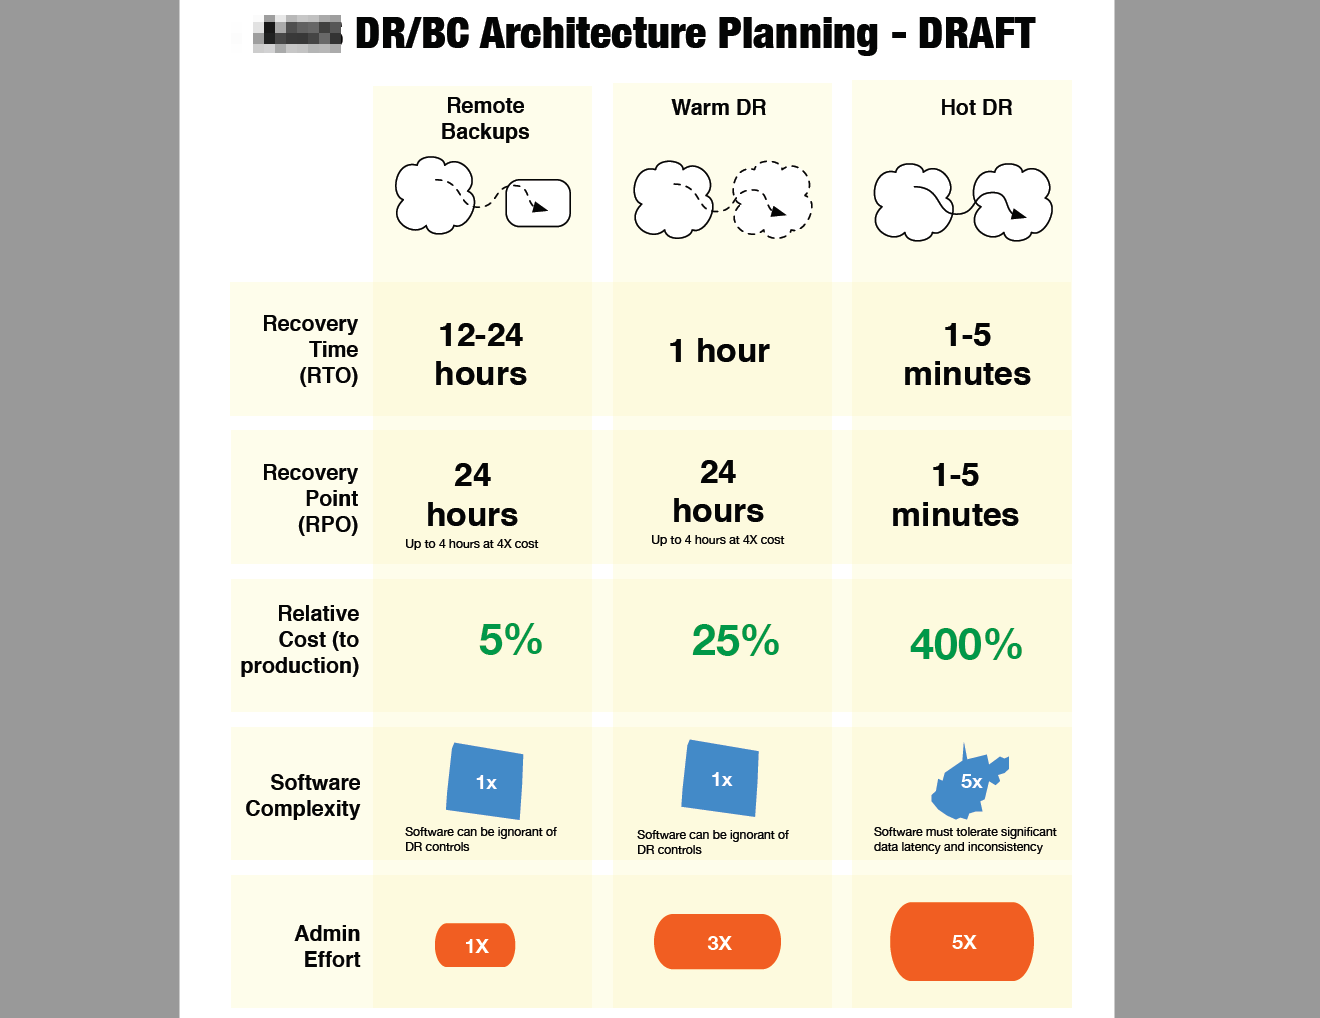 DR/BC Architecture Planning - DRAFT
Remote
Backups
Warm DR
Hot DR
Recovery
Time
(RTO)
12-24
hours
1 hour
1-5
minutes
Recovery
Point
(RPO)
24
hours
Up to 4 hours at 4X cost
24
hours
Up to 4 hours at 4X cost
1-5
minutes
Relative
Cost (to
production)
5%
25%
400%
Software
Complexity
1x
Software can be ignorant of
DR controls
1x
Software can be ignorant of
DR controls
5x
Software must tolerate significant
data latency and inconsistency
Admin
Effort
1X
3X
5X